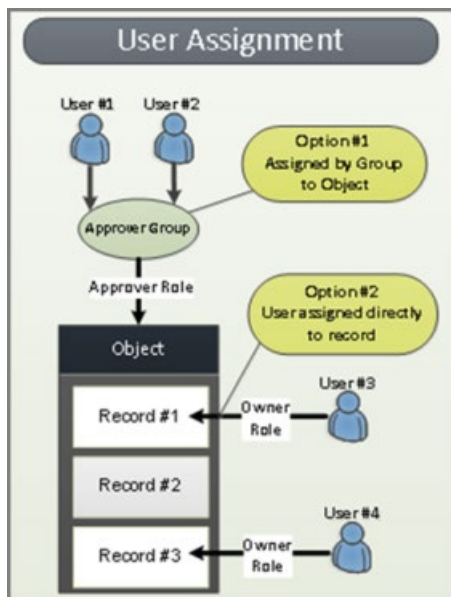 User Assignment
User #1
User #2
Option #1
Assigned by Group
to Object
Approver Group
Approver Role
Option #2
User assigned directly
to record
Object
User #3
Record #1
Owner
Role
Record #2
User #4
Record #3
Owner
Role